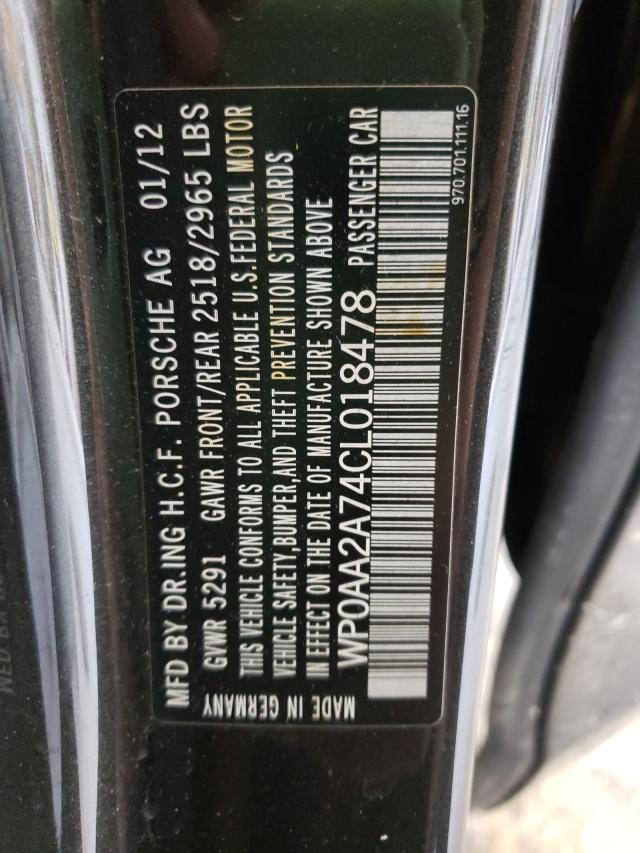 MFD BY DR.ING H.C.F. PORSCHE AG 01/12
GVWR 5291 GAWR FRONT/REAR 2518/2965 LBS
THIS VEHICLE CONFORMS TO ALL APPLICABLE U.S.FEDERAL MOTOR
VEHICLE SAFETY,BUMPER,AND THEFT PREVENTION STANDARDS
IN EFFECT ON THE DATE OF MANUFACTURE SHOWN ABOVE
WP0AA2A74CL018478 PASSENGER CAR
MADE IN GERMANY
970.701.111.16